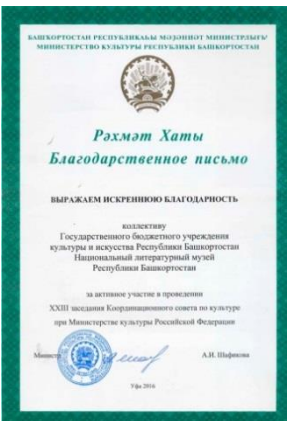 БАШҠОРТОСТАН РЕСПУБЛИКАҺЫ МӘҘӘНИӘТ МИНИСТРЛЫҒЫ
МИНИСТЕРСТВО КУЛЬТУРЫ РЕСПУБЛИКИ БАШКОРТОСТАН
Рәхмәт Хаты
Благодарственное письмо
ВЫРАЖАЕМ ИСКРЕННЮЮ БЛАГОДАРНОСТЬ
коллективу
Государственного бюджетного учреждения
культуры и искусства Республики Башкортостан
Национальный литературный музей
Республики Башкортостан
за активное участие в проведении
XXIII заседания Координационного совета по культуре
при Министерстве культуры Российской Федерации
Министр
А.И. Шафикова
Уфа 2016